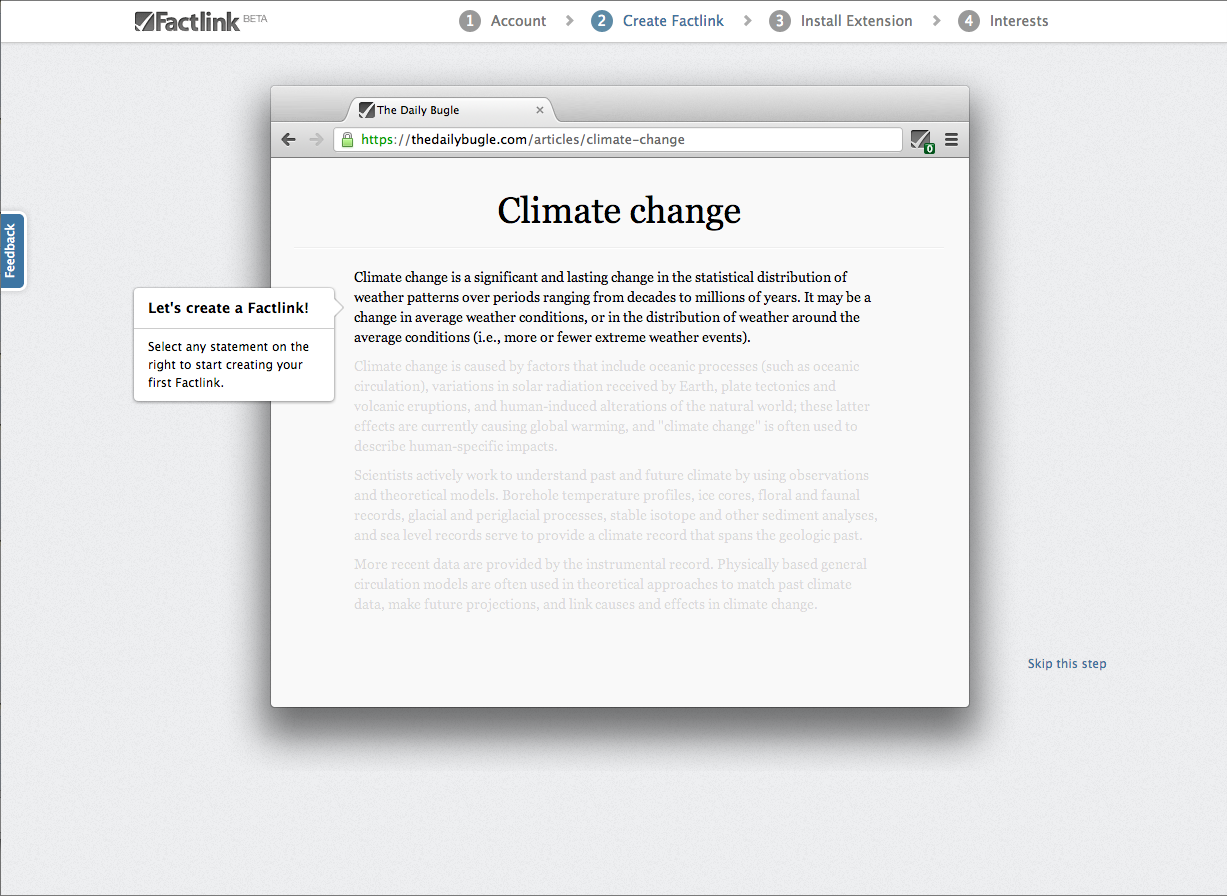 Factlink BETA
1 Account > 2 Create Factlink > 3 Install Extension > 4 Interests
The Daily Bugle ×
https://thedailybugle.com/articles/climate-change
0
Feedback
Climate change
Let's create a Factlink!
Select any statement on the
right to start creating your
first Factlink.
Climate change is a significant and lasting change in the statistical distribution of
weather patterns over periods ranging from decades to millions of years. It may be a
change in average weather conditions, or in the distribution of weather around the
average conditions (i.e., more or fewer extreme weather events).
Climate change is caused by factors that include oceanic processes (such as oceanic
circulation), variations in solar radiation received by Earth, plate tectonics and
volcanic eruptions, and human-induced alterations of the natural world; these latter
effects are currently causing global warming, and "climate change" is often used to
describe human-specific impacts.
Scientists actively work to understand past and future climate by using observations
and theoretical models. Borehole temperature profiles, ice cores, floral and faunal
records, glacial and periglacial processes, stable isotope and other sediment analyses,
and sea level records serve to provide a climate record that spans the geologic past.
More recent data are provided by the instrumental record. Physically based general
circulation models are often used in theoretical approaches to match past climate
data, make future projections, and link causes and effects in climate change.
Skip this step